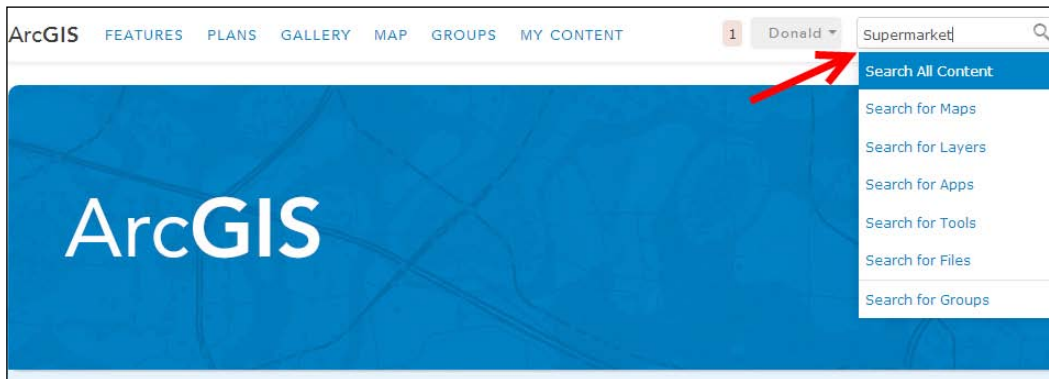 ArcGIS FEATURES PLANS GALLERY MAP GROUPS MY CONTENT 1 Donald Supermarket
Search All Content
Search for Maps
Search for Layers
Search for Apps
Search for Tools
Search for Files
Search for Groups
ArcGIS